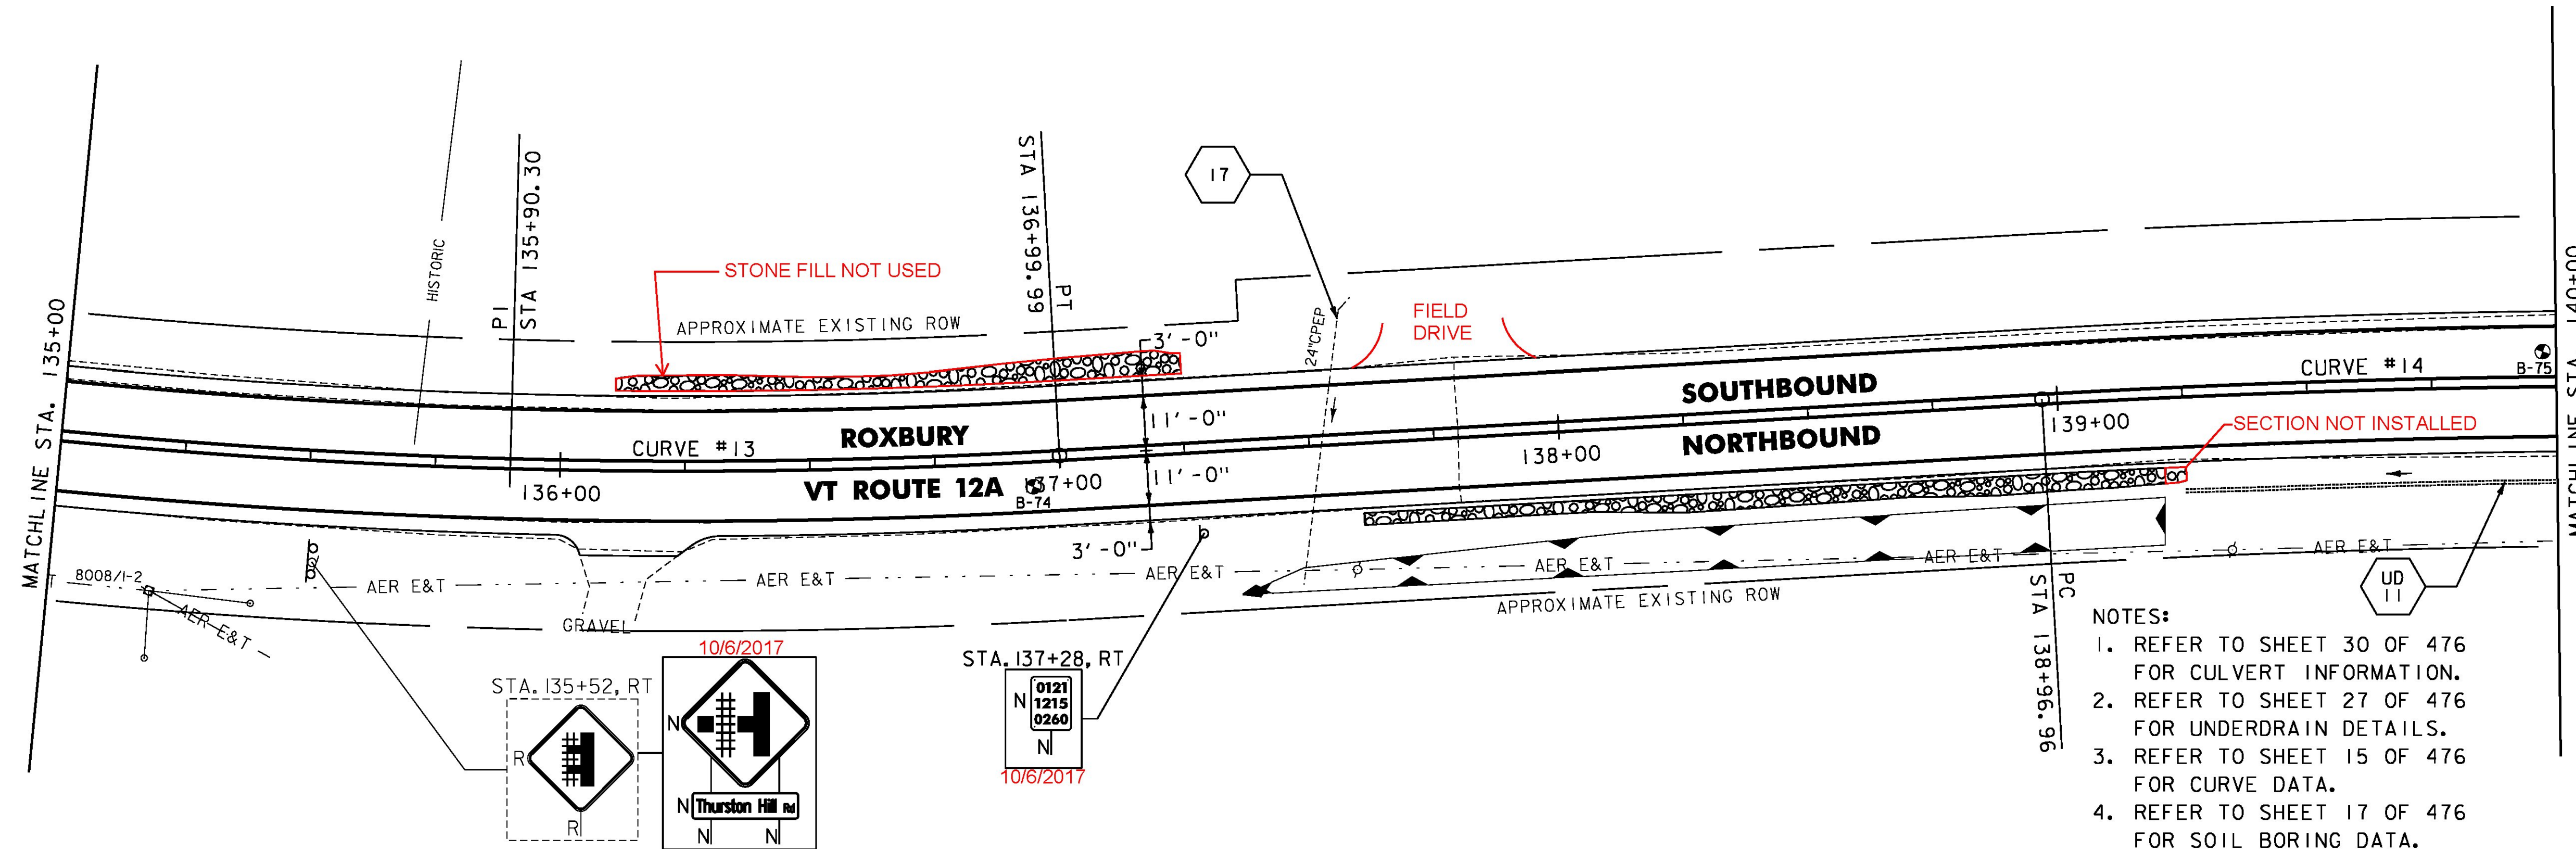 MATCHLINE STA. 135+00
HISTORIC
PI
STA 135+90.30
STONE FILL NOT USED
APPROXIMATE EXISTING ROW
STA 136+99.99
PT
3'-0"
11'-0"
11'-0"
3'-0"
17
24"CPEP
FIELD
DRIVE
SOUTHBOUND
NORTHBOUND
CURVE #14
B-75
MATCHLINE STA. 140+00
SECTION NOT INSTALLED
CURVE #13
ROXBURY
VT ROUTE 12A
136+00
137+00
B-74
138+00
139+00
8008/1-2
AER E&T
AER E&T
AER E&T
AER E&T
AER E&T
AER E&T
AER E&T
GRAVEL
APPROXIMATE EXISTING ROW
PC
STA 138+96.96
UD
11
STA. 135+52, RT
R
R
10/6/2017
N
N Thurston Hill Rd
N N
STA. 137+28, RT
N
0121
1215
0260
N
10/6/2017
NOTES:
1. REFER TO SHEET 30 OF 476
FOR CULVERT INFORMATION.
2. REFER TO SHEET 27 OF 476
FOR UNDERDRAIN DETAILS.
3. REFER TO SHEET 15 OF 476
FOR CURVE DATA.
4. REFER TO SHEET 17 OF 476
FOR SOIL BORING DATA.